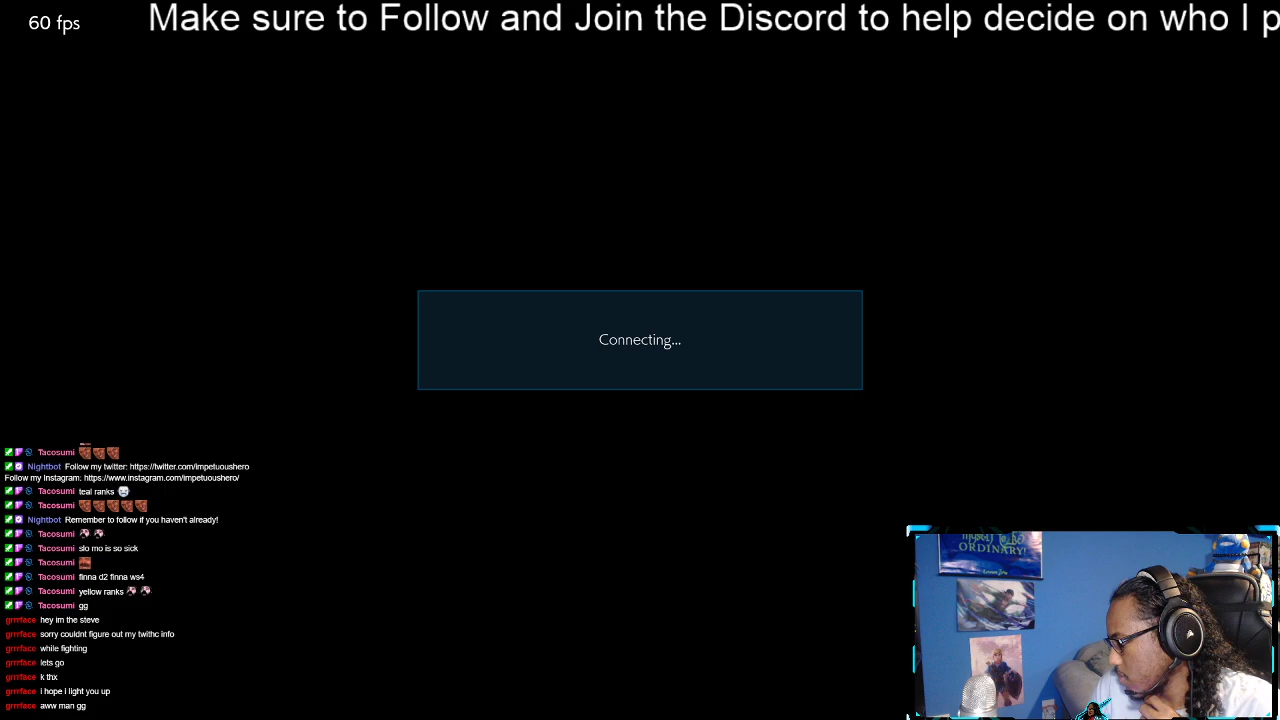 60 fps
Make sure to Follow and Join the Discord to help decide on who I p
Connecting...
Tacosumi
Nightbot Follow my twitter: https://twitter.com/impetuoushero
Follow my Instagram: https://www.instagram.com/impetuoushero/
Tacosumi teal ranks
Tacosumi
Nightbot Remember to follow if you haven't already!
Tacosumi
Tacosumi slo mo is so sick
Tacosumi
Tacosumi finna d2 finna ws4
Tacosumi yellow ranks
Tacosumi gg
grrrface hey im the steve
grrrface sorry couldnt figure out my twithc info
grrrface while fighting
grrrface lets go
grrrface k thx
grrrface i hope i light you up
grrrface aww man gg
MYSELF TO BE
ORDINARY!